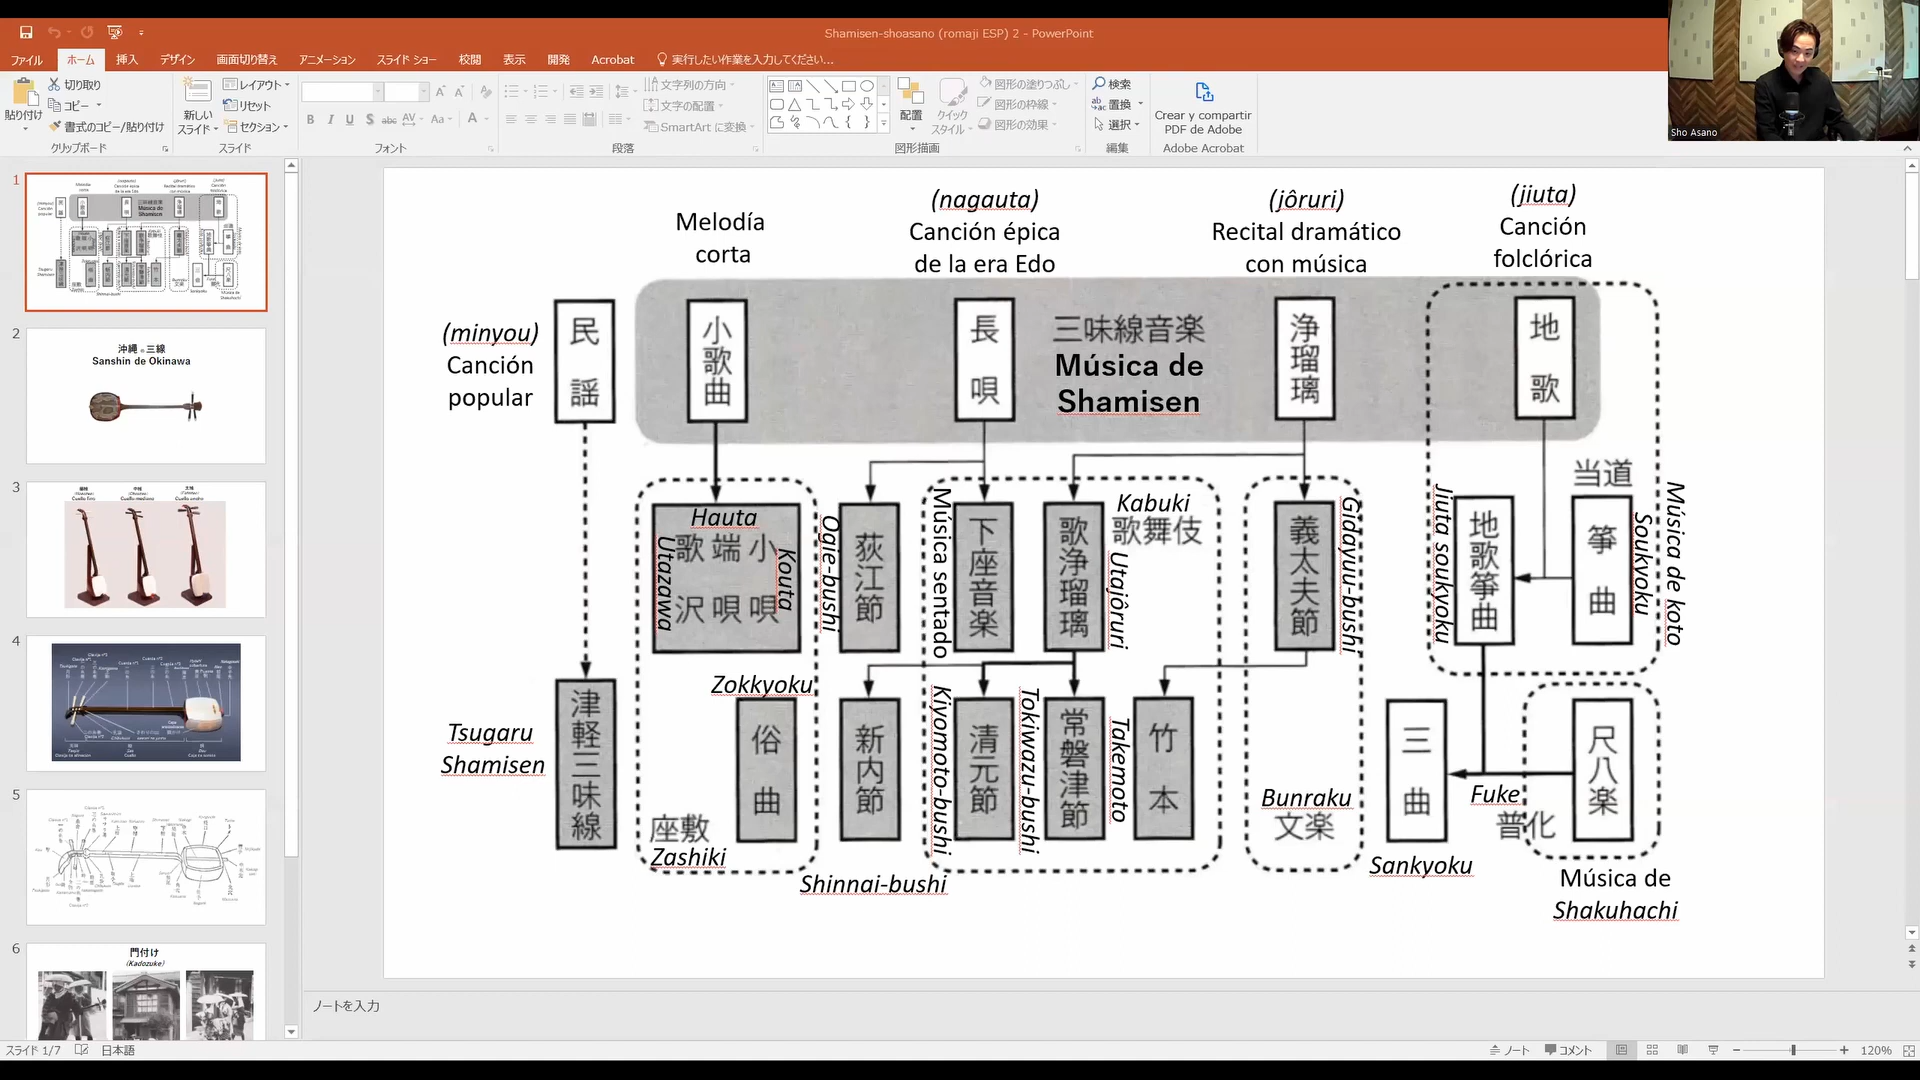 Shamisen-shoasano (romaji ESP) 2 - PowerPoint
ファイル ホーム 挿入 デザイン 画面切り替え アニメーション スライド ショー 校閲 表示 開発 Acrobat 実行したい作業を入力してください...
貼り付け
切り取り
コピー
書式のコピー/貼り付け
クリップボード
新しい
スライド
レイアウト
リセット
セクション
スライド
フォント
文字列の方向
文字の配置
SmartArt に変換
段落
配置
クイック
スタイル
図形の塗りつぶし
図形の枠線
図形の効果
図形描画
検索
置換
選択
編集
Crear y compartir
PDF de Adobe
Adobe Acrobat
Sho Asano
1
2
沖縄。三線
Sanshin de Okinawa
3
4
5
6
門付け
(Kadozuke)
Melodía
corta
(nagauta)
Canción épica
de la era Edo
(jôruri)
Recital dramático
con música
(jiuta)
Canción
folclórica
(minyou)
Canción
popular
民謡
小歌曲
長唄
三味線音楽
Música de
Shamisen
浄瑠璃
地歌
当道
Hauta
Utazawa
歌沢
端唄
小唄
Kouta
Ogie-bushi
荻江節
Música sentado
下座音楽
歌浄瑠璃
Utajôruri
Kabuki
歌舞伎
義太夫節
Gidayuu-bushi
Jiuta soukyoku
地歌箏曲
箏曲
Soukyoku
Música de koto
Tsugaru
Shamisen
津軽三味線
Zokkyoku
俗曲
座敷
Zashiki
新内節
Shinnai-bushi
Kiyomoto-bushi
清元節
Tokiwazu-bushi
常磐津節
Takemoto
竹本
Bunraku
文楽
三曲
Sankyoku
Fuke
普化
尺八楽
Música de
Shakuhachi
ノートを入力
スライド 1/7 日本語
ノート コメント 120%